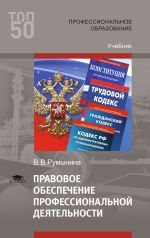 ТОП
50
ПРОФЕССИОНАЛЬНОЕ
ОБРАЗОВАНИЕ
Учебник
КОНСТИТУЦИЯ
ТРУДОВОЙ
КОДЕКС
ГРАЖДАНСКИЙ
КОДЕКС
КОДЕКС РФ
В. В. Румынина
ПРАВОВОЕ
ОБЕСПЕЧЕНИЕ
ПРОФЕССИОНАЛЬНОЙ
ДЕЯТЕЛЬНОСТИ